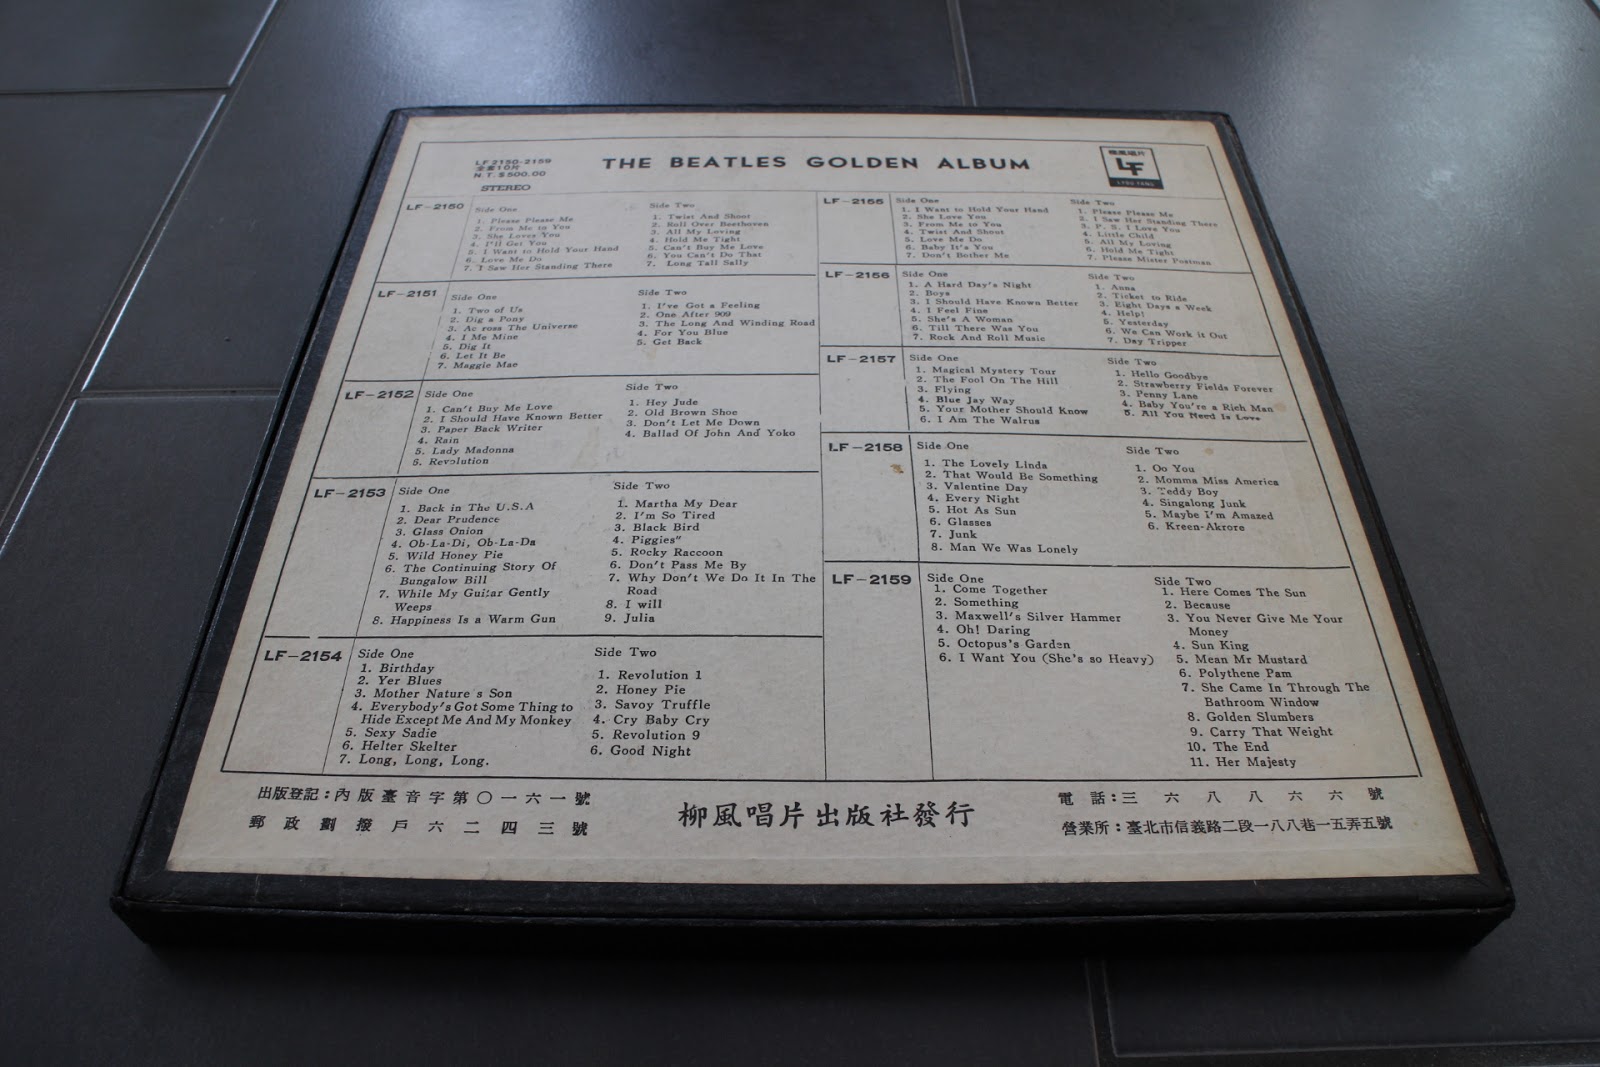 LF 2150-2159
全套10片
N.T.$500.00
STEREO
THE BEATLES GOLDEN ALBUM
柳風唱片
LF
LIOU FENG
LF-2150
Side One
1. Please Please Me
2. From Me to You
3. She Loves You
4. I'll Get You
5. I Want to Hold Your Hand
6. Love Me Do
7. I Saw Her Standing There
Side Two
1. Twist And Shout
2. Roll Over Beethoven
3. All My Loving
4. Hold Me Tight
5. Can't Buy Me Love
6. You Can't Do That
7. Long Tall Sally
LF-2151
Side One
1. Two of Us
2. Dig a Pony
3. Ac ross The Universe
4. I Me Mine
5. Dig It
6. Let It Be
7. Maggie Mae
Side Two
1. I've Got a Feeling
2. One After 909
3. The Long And Winding Road
4. For You Blue
5. Get Back
LF-2152
Side One
1. Can't Buy Me Love
2. I Should Have Known Better
3. Paper Back Writer
4. Rain
5. Lady Madonna
6. Revolution
Side Two
1. Hey Jude
2. Old Brown Shoe
3. Don't Let Me Down
4. Ballad Of John And Yoko
LF-2153
Side One
1. Back in The U.S.A
2. Dear Prudence
3. Glass Onion
4. Ob-La-Di, Ob-La-Da
5. Wild Honey Pie
6. The Continuing Story Of
Bungalow Bill
7. While My Guitar Gently
Weeps
8. Happiness Is a Warm Gun
Side Two
1. Martha My Dear
2. I'm So Tired
3. Black Bird
4. Piggies"
5. Rocky Raccoon
6. Don't Pass Me By
7. Why Don't We Do It In The
Road
8. I will
9. Julia
LF-2154
Side One
1. Birthday
2. Yer Blues
3. Mother Nature s Son
4. Everybody's Got Some Thing to
Hide Except Me And My Monkey
5. Sexy Sadie
6. Helter Skelter
7. Long, Long, Long.
Side Two
1. Revolution 1
2. Honey Pie
3. Savoy Truffle
4. Cry Baby Cry
5. Revolution 9
6. Good Night
LF-2155
Side One
1. I Want to Hold Your Hand
2. She Love You
3. From Me to You
4. Twist And Shout
5. Love Me Do
6. Baby It's You
7. Don't Bother Me
Side Two
1. Please Please Me
2. I Saw Her Standing There
3. P. S. I Love You
4. Little Child
5. All My Loving
6. Hold Me Tight
7. Please Mister Postman
LF-2156
Side One
1. A Hard Day's Night
2. Boys
3. I Should Have Known Better
4. I Feel Fine
5. She's A Woman
6. Till There Was You
7. Rock And Roll Music
Side Two
1. Anna
2. Ticket to Ride
3. Eight Days a Week
4. Help!
5. Yesterday
6. We Can Work it Out
7. Day Tripper
LF-2157
Side One
1. Magical Mystery Tour
2. The Fool On The Hill
3. Flying
4. Blue Jay Way
5. Your Mother Should Know
6. I Am The Walrus
Side Two
1. Hello Goodbye
2. Strawberry Fields Forever
3. Penny Lane
4. Baby You're a Rich Man
5. All You Need Is Love
LF-2158
Side One
1. The Lovely Linda
2. That Would Be Something
3. Valentine Day
4. Every Night
5. Hot As Sun
6. Glasses
7. Junk
8. Man We Was Lonely
Side Two
1. Oo You
2. Momma Miss America
3. Teddy Boy
4. Singalong Junk
5. Maybe I'm Amazed
6. Kreen-Akrore
LF-2159
Side One
1. Come Together
2. Something
3. Maxwell's Silver Hammer
4. Oh! Daring
5. Octopus's Garden
6. I Want You (She's so Heavy)
Side Two
1. Here Comes The Sun
2. Because
3. You Never Give Me Your
Money
4. Sun King
5. Mean Mr Mustard
6. Polythene Pam
7. She Came In Through The
Bathroom Window
8. Golden Slumbers
9. Carry That Weight
10. The End
11. Her Majesty
出版登記：內版臺音字第〇一六一號
郵政劃撥戶六二四三號
柳風唱片出版社發行
電話：三六八八六六號
營業所：臺北市信義路二段一八八巷一五弄五號